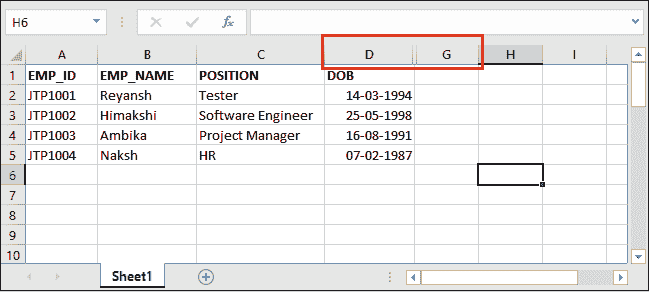 H6 fx
A B C D G H I
1 EMP_ID EMP_NAME POSITION DOB
2 JTP1001 Reyansh Tester 14-03-1994
3 JTP1002 Himakshi Software Engineer 25-05-1998
4 JTP1003 Ambika Project Manager 16-08-1991
5 JTP1004 Naksh HR 07-02-1987
6
7
8
9
10
Sheet1